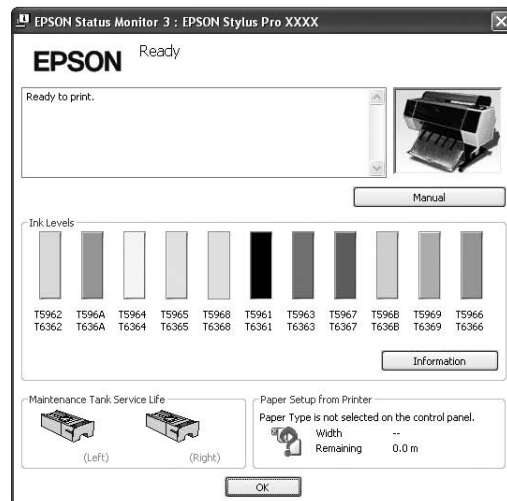 EPSON Status Monitor 3 : EPSON Stylus Pro XXXX
EPSON
Ready
Ready to print.
Manual
Ink Levels
T5962 T596A T5964 T5965 T5968 T5961 T5963 T5967 T596B T5969 T5966
T6362 T636A T6364 T6365 T6368 T6361 T6363 T6367 T636B T6369 T6366
Information
Maintenance Tank Service Life
(Left) (Right)
Paper Setup from Printer
Paper Type is not selected on the control panel.
Width --
Remaining 0.0 m
OK